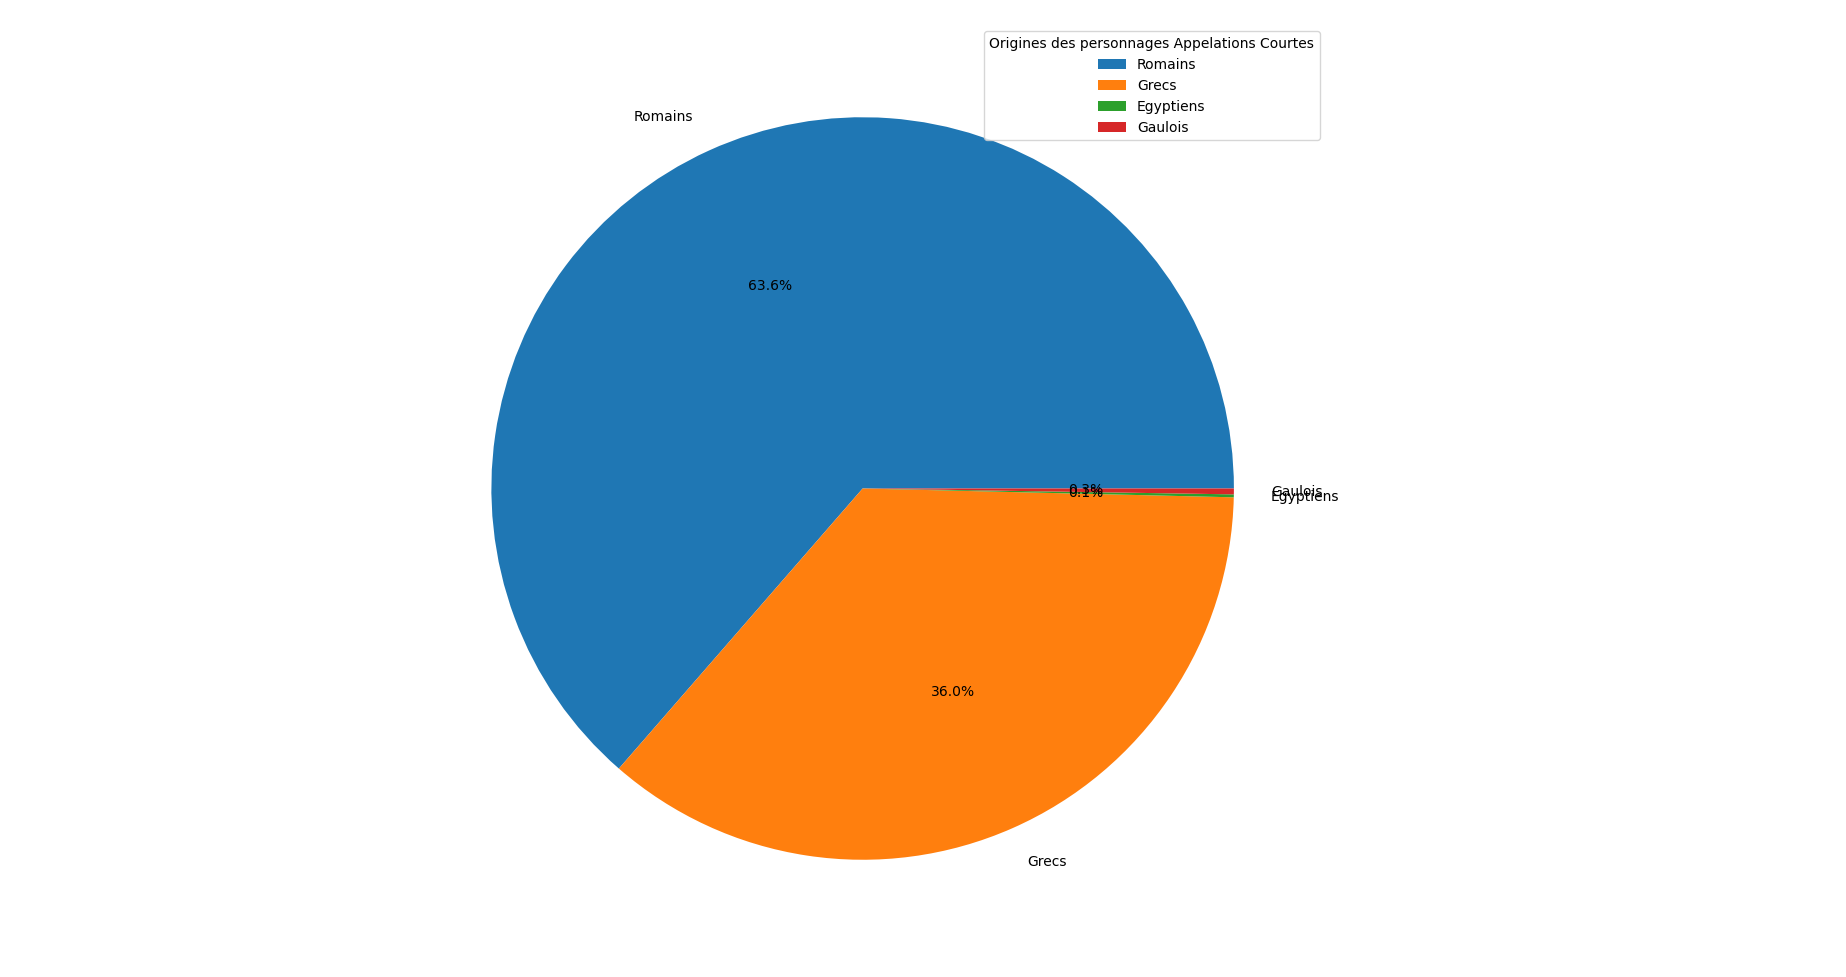 Origines des personnages Appelations Courtes
Romains
Grecs
Egyptiens
Gaulois
Romains
63.6%
0.3%
0.1%
Gaulois
Egyptiens
36.0%
Grecs